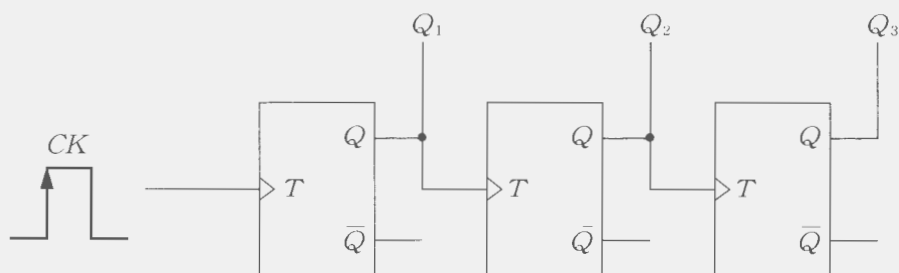 Q₁ Q₂ Q₃
CK
Q Q Q
T T T
Q̄ Q̄ Q̄